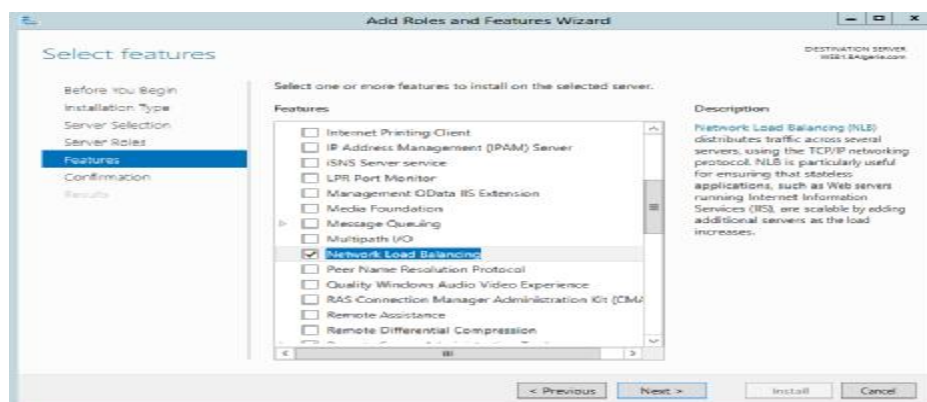 Add Roles and Features Wizard
Select features
DESTINATION SERVER
Before You Begin
Installation Type
Server Selection
Server Roles
Features
Confirmation
Results
Select one or more features to install on the selected server.
Features
Internet Printing Client
IP Address Management (IPAM) Server
iSNS Server service
LPR Port Monitor
Management OData IIS Extension
Media Foundation
Message Queuing
Multipath I/O
Network Load Balancing
Peer Name Resolution Protocol
Quality Windows Audio Video Experience
RAS Connection Manager Administration Kit (CMA
Remote Assistance
Remote Differential Compression
Description
Network Load Balancing (NLB)
distributes traffic across several
servers, using the TCP/IP networking
protocol. NLB is particularly useful
for ensuring that stateless
applications, such as Web servers
running Internet Information
Services (IIS), are scalable by adding
additional servers as the load
increases.
< Previous
Next >
Install
Cancel